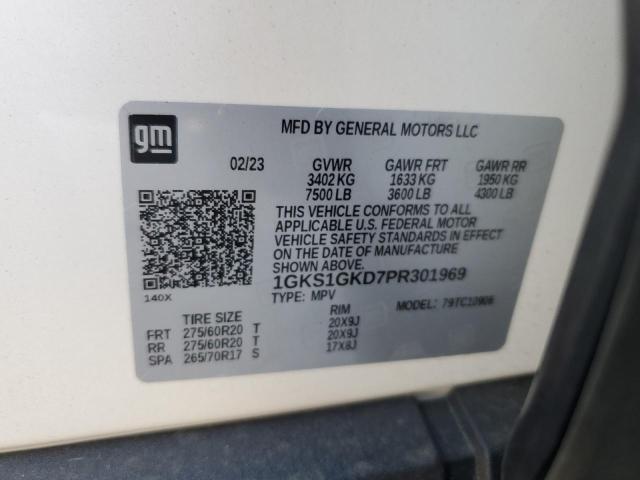 gm
MFD BY GENERAL MOTORS LLC
02/23 GVWR GAWR FRT GAWR RR
3402 KG 1633 KG 1950 KG
7500 LB 3600 LB 4300 LB
THIS VEHICLE CONFORMS TO ALL
APPLICABLE U.S. FEDERAL MOTOR
VEHICLE SAFETY STANDARDS IN EFFECT
ON THE DATE OF MANUFACTURE
SHOWN ABOVE.
1GKS1GKD7PR301969
140X
TYPE: MPV MODEL: 79TC10906
TIRE SIZE RIM
FRT 275/60R20 T 20X9J
RR 275/60R20 T 20X9J
SPA 265/70R17 S 17X8J